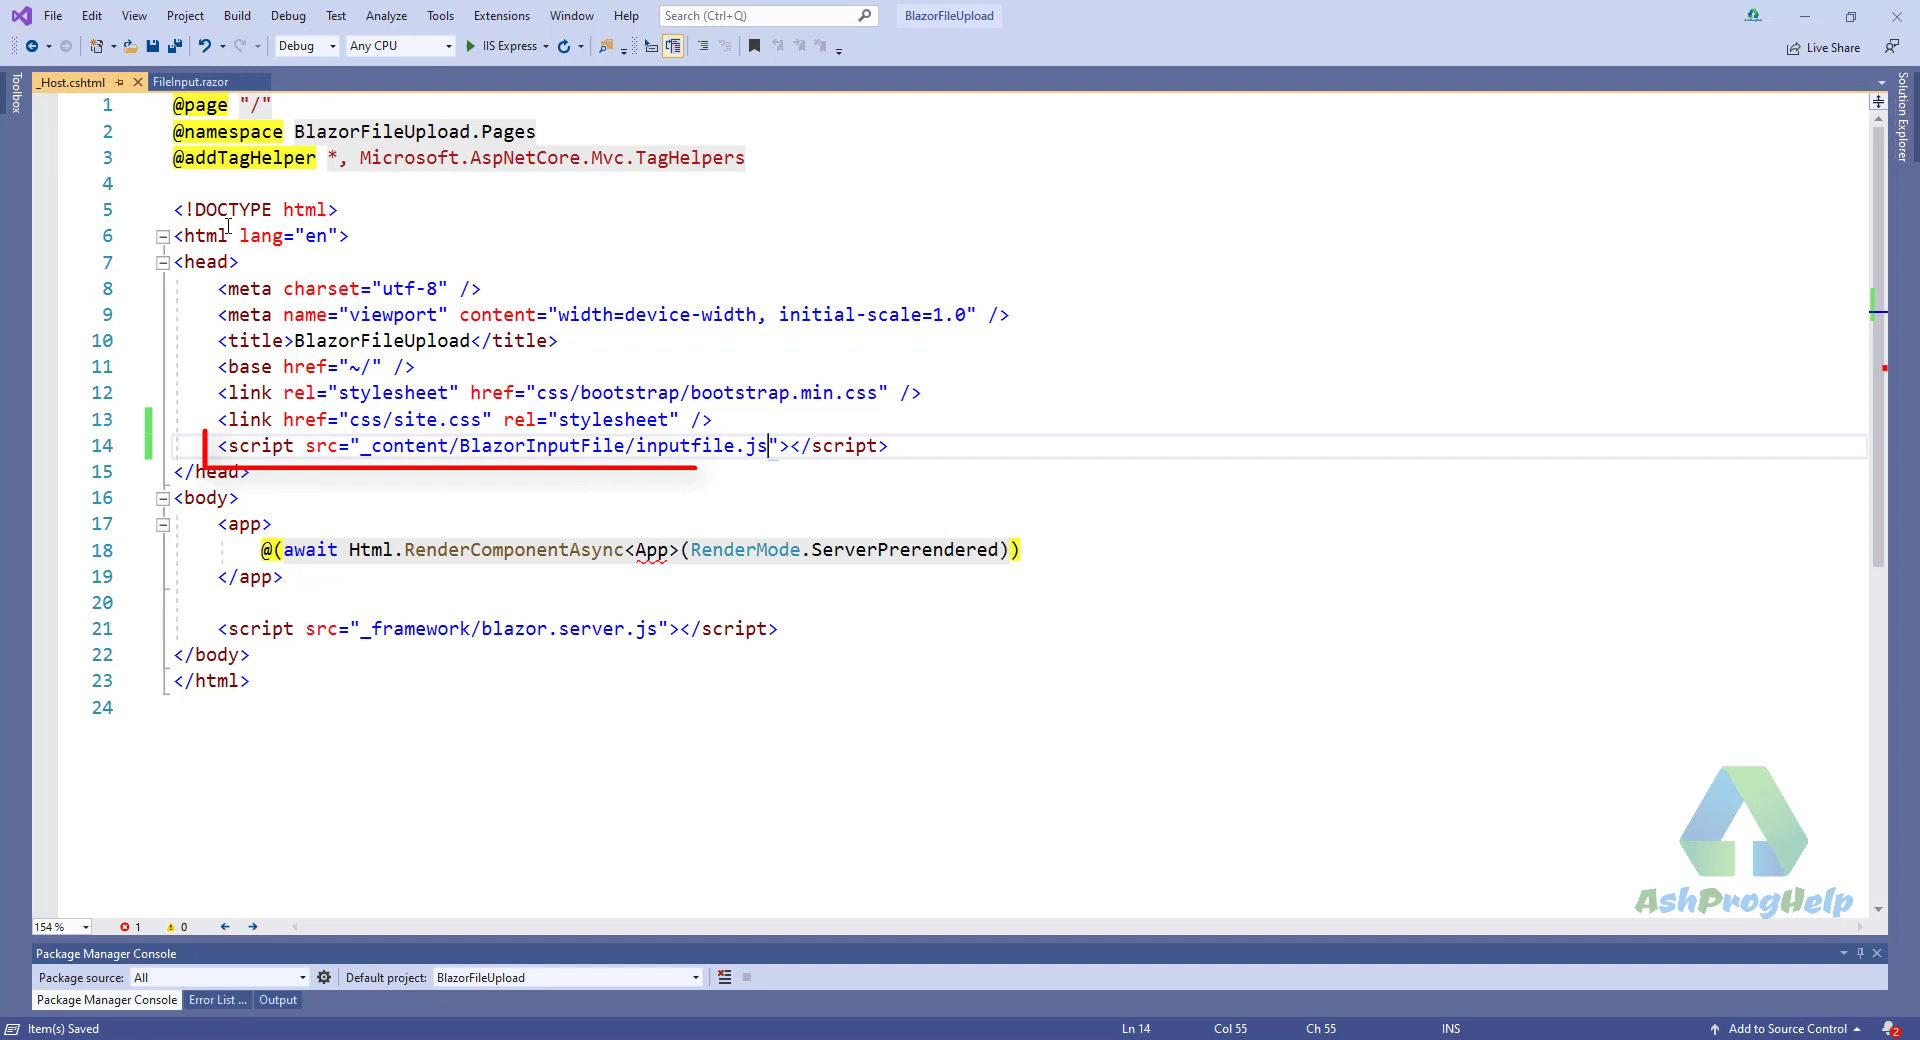 File Edit View Project Build Debug Test Analyze Tools Extensions Window Help Search (Ctrl+Q) BlazorFileUpload
Debug Any CPU IIS Express Live Share
Toolbox
_Host.cshtml FileInput.razor
Solution Explorer
1 @page "/"
2 @namespace BlazorFileUpload.Pages
3 @addTagHelper *, Microsoft.AspNetCore.Mvc.TagHelpers
4
5 <!DOCTYPE html>
6 <html lang="en">
7 <head>
8 <meta charset="utf-8" />
9 <meta name="viewport" content="width=device-width, initial-scale=1.0" />
10 <title>BlazorFileUpload</title>
11 <base href="~/" />
12 <link rel="stylesheet" href="css/bootstrap/bootstrap.min.css" />
13 <link href="css/site.css" rel="stylesheet" />
14 <script src="_content/BlazorInputFile/inputfile.js"></script>
15 </head>
16 <body>
17 <app>
18 @(await Html.RenderComponentAsync<App>(RenderMode.ServerPrerendered))
19 </app>
20
21 <script src="_framework/blazor.server.js"></script>
22 </body>
23 </html>
24
AshProgHelp
154 % 1 0
Package Manager Console
Package source: All Default project: BlazorFileUpload
Package Manager Console Error List ... Output
Item(s) Saved Ln 14 Col 55 Ch 55 INS Add to Source Control 2